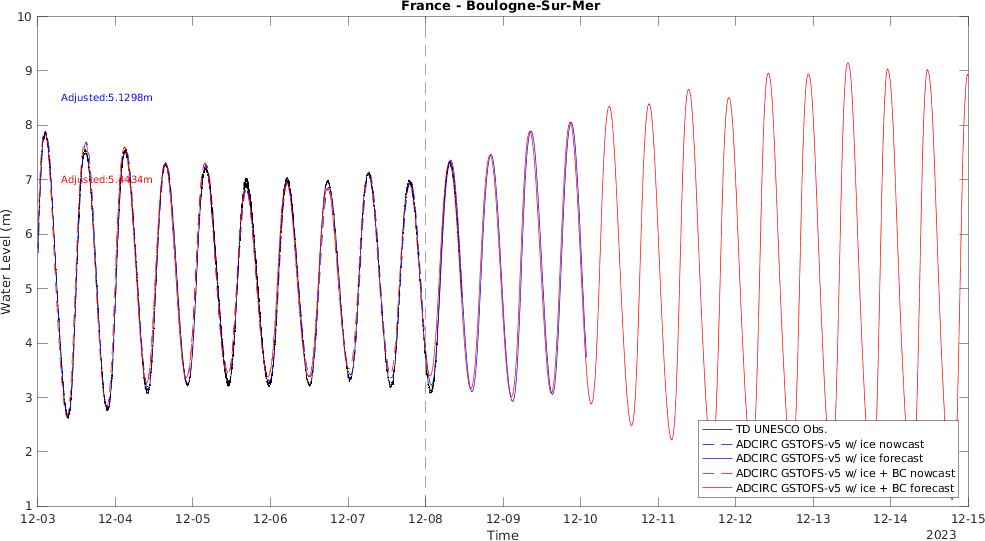 France - Boulogne-Sur-Mer
10
9
8
7
6
5
4
3
2
1
Water Level (m)
Adjusted:5.1298m
Adjusted:5.4434m
TD UNESCO Obs.
ADCIRC GSTOFS-v5 w/ ice nowcast
ADCIRC GSTOFS-v5 w/ ice forecast
ADCIRC GSTOFS-v5 w/ ice + BC nowcast
ADCIRC GSTOFS-v5 w/ ice + BC forecast
12-03 12-04 12-05 12-06 12-07 12-08 12-09 12-10 12-11 12-12 12-13 12-14 12-15
Time
2023